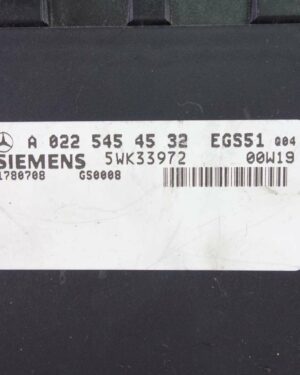 A 022 545 45 32 EGS51 Q04
SIEMENS 5WK33972 00W19
1780708 GS0008